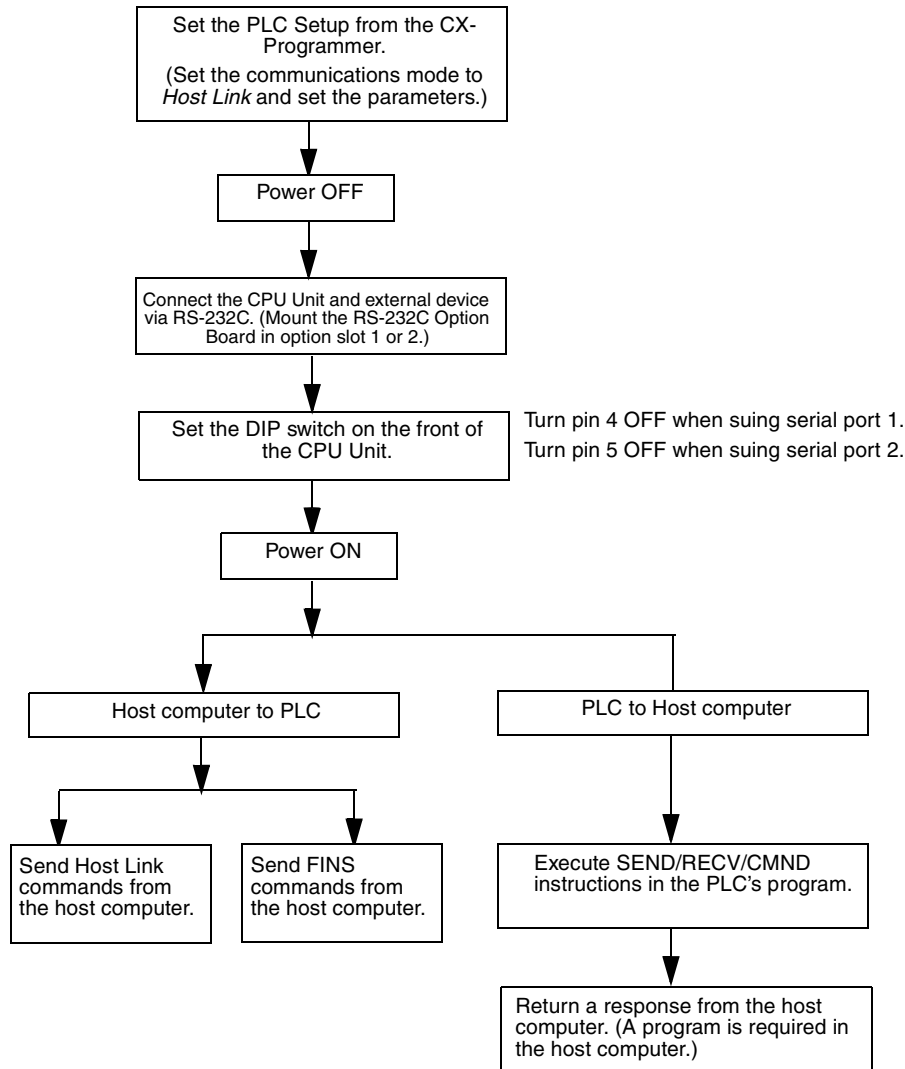 Set the PLC Setup from the CX-
Programmer.
(Set the communications mode to
Host Link and set the parameters.)
Power OFF
Connect the CPU Unit and external device
via RS-232C. (Mount the RS-232C Option
Board in option slot 1 or 2.)
Set the DIP switch on the front of
the CPU Unit.
Turn pin 4 OFF when suing serial port 1.
Turn pin 5 OFF when suing serial port 2.
Power ON
Host computer to PLC
PLC to Host computer
Send Host Link
commands from
the host computer.
Send FINS
commands from
the host computer.
Execute SEND/RECV/CMND
instructions in the PLC's program.
Return a response from the host
computer. (A program is required in
the host computer.)